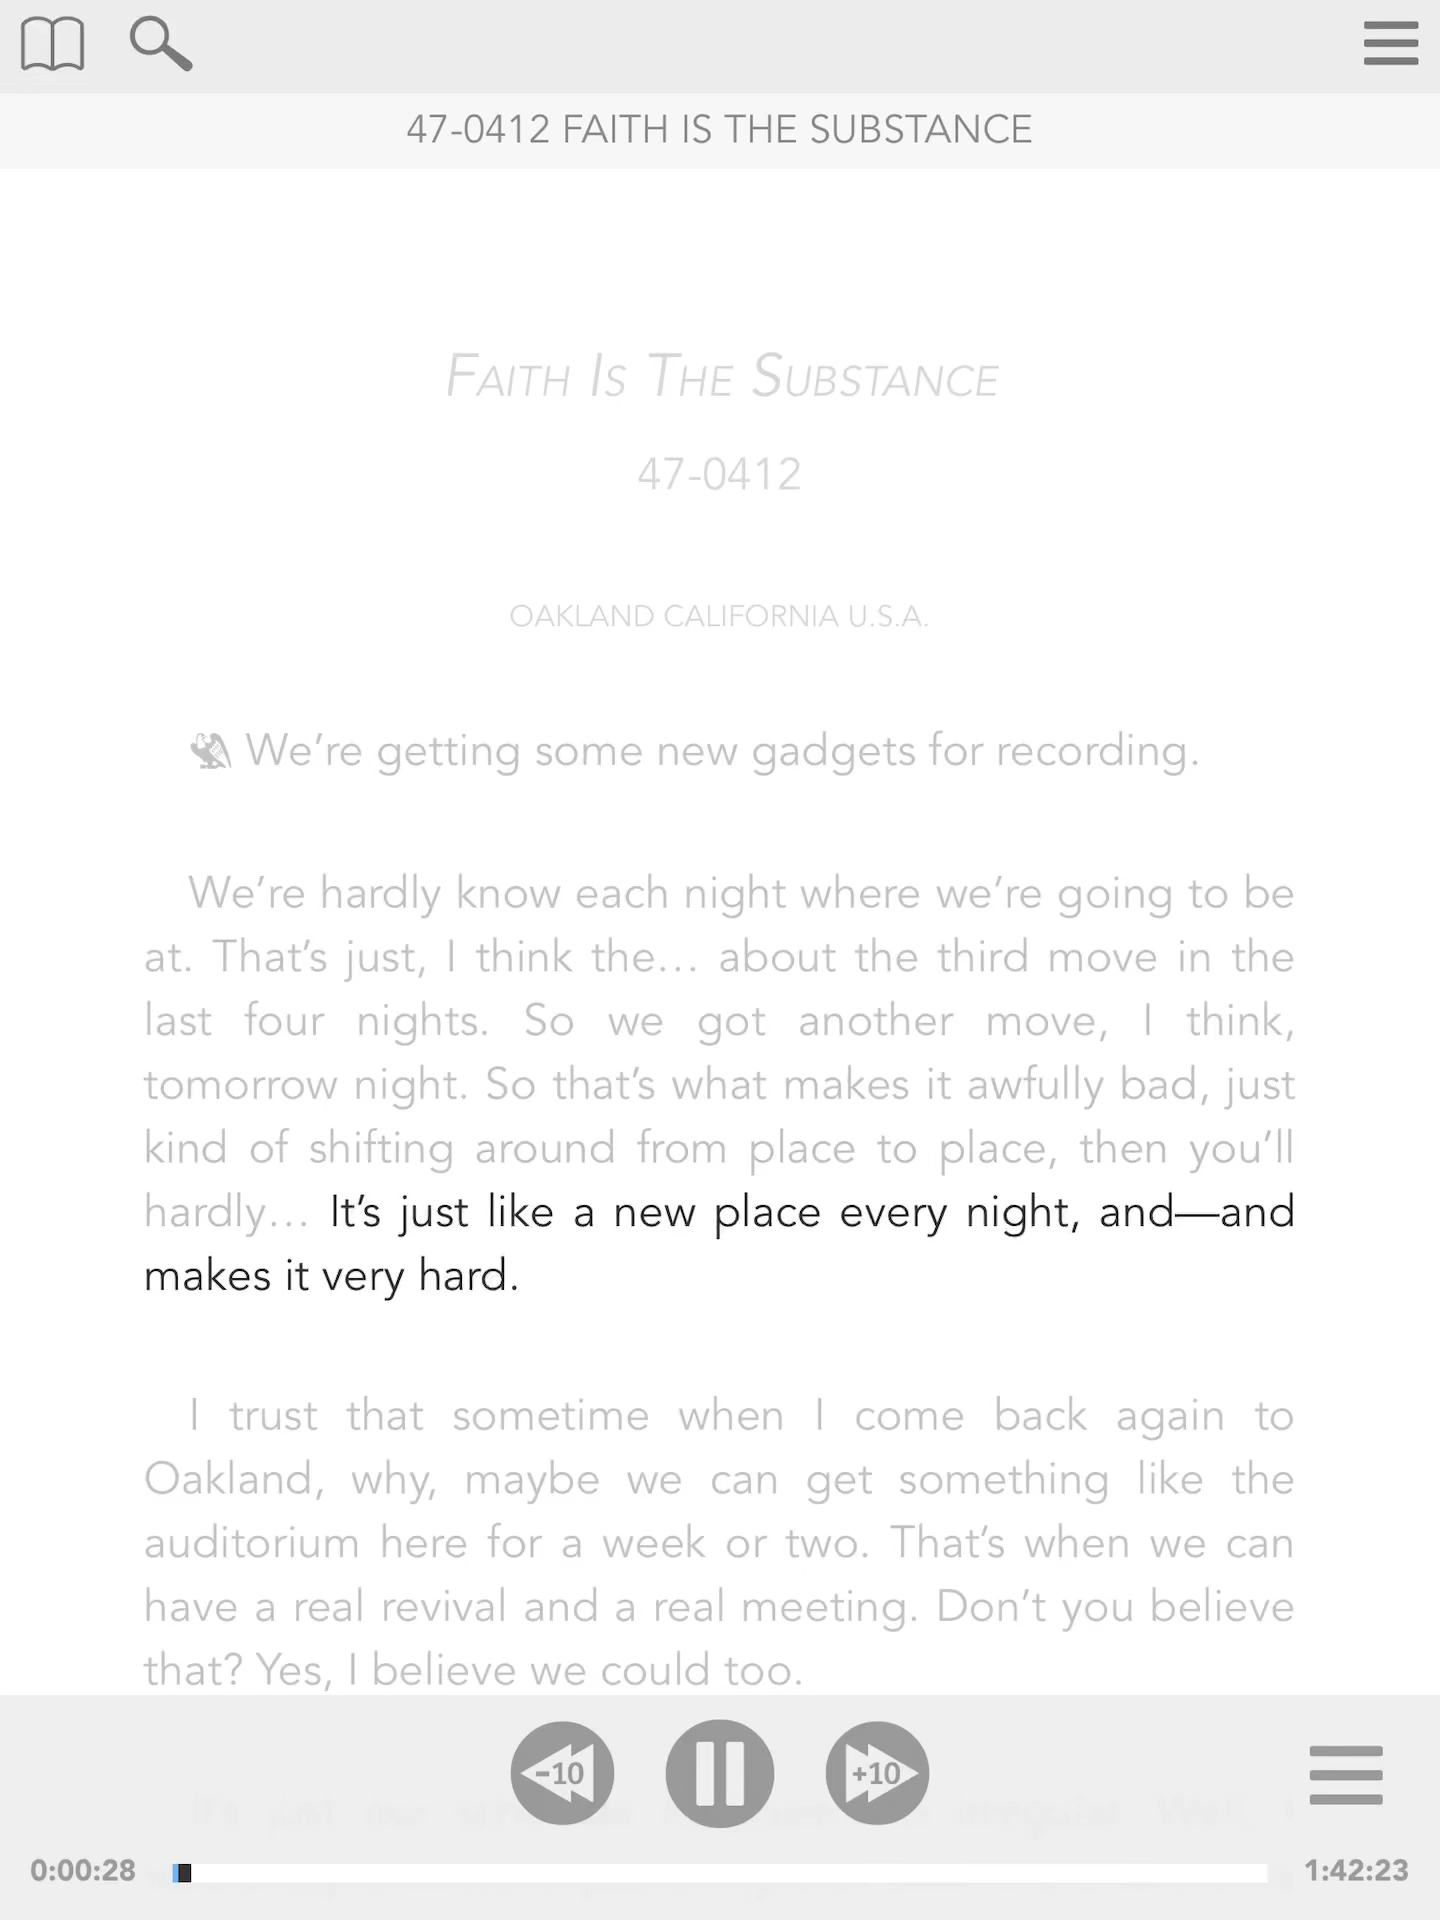 47-0412 FAITH IS THE SUBSTANCE
FAITH IS THE SUBSTANCE
47-0412
OAKLAND CALIFORNIA U.S.A.
We’re getting some new gadgets for recording.
We’re hardly know each night where we’re going to be
at. That’s just, I think the… about the third move in the
last four nights. So we got another move, I think,
tomorrow night. So that’s what makes it awfully bad, just
kind of shifting around from place to place, then you’ll
hardly… It’s just like a new place every night, and—and
makes it very hard.
I trust that sometime when I come back again to
Oakland, why, maybe we can get something like the
auditorium here for a week or two. That’s when we can
have a real revival and a real meeting. Don’t you believe
that? Yes, I believe we could too.
-10 +10
It's just our irregular. Well, I
0:00:28 1:42:23